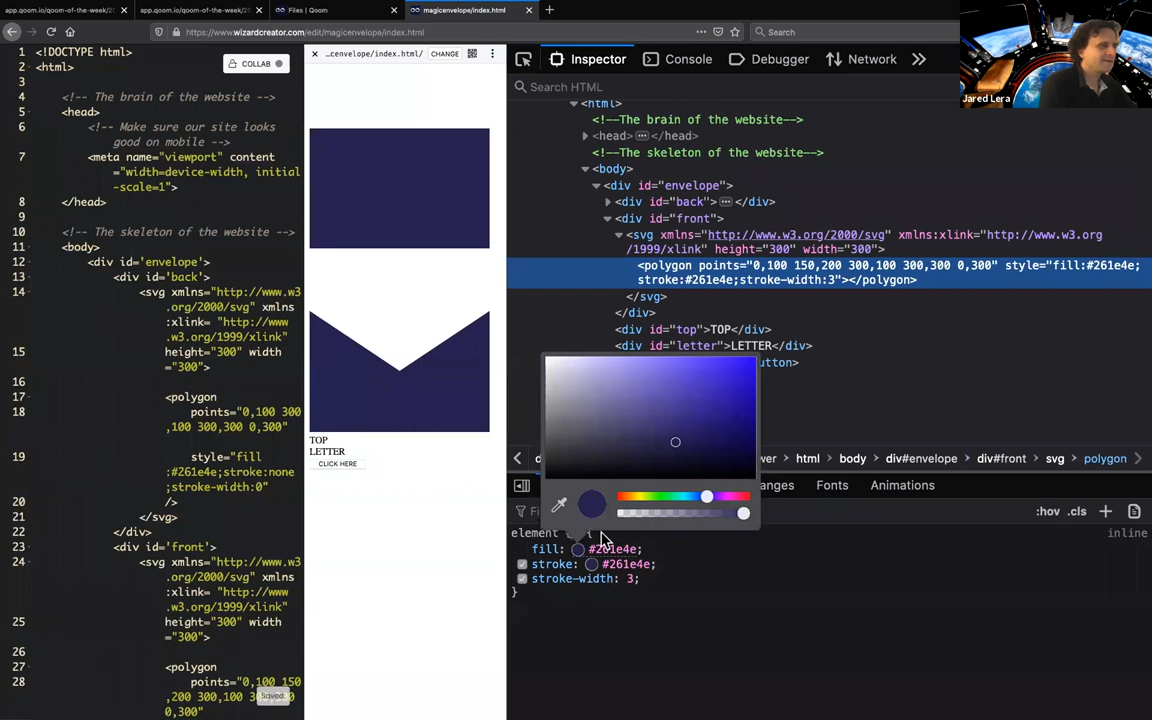 app.qoom.io/qoom-of-the-week/20
app.qoom.io/qoom-of-the-week/20
Files | Qoom
magicenvelope/index.html
https://www.wizardcreator.com/edit/magicenvelope/index.html
Search
Jared Lera
1 <!DOCTYPE html>
2 <html>
3
4 <!-- The brain of the website -->
5 <head>
6 <!-- Make sure our site looks
good on mobile -->
7 <meta name="viewport" content
="width=device-width, initial
-scale=1">
8 </head>
9
10 <!-- The skeleton of the website -->
11 <body>
12 <div id='envelope'>
13 <div id='back'>
14 <svg xmlns="http://www.w3
.org/2000/svg" xmlns
:xlink= "http://www
.w3.org/1999/xlink"
15 height="300" width
="300">
16
17 <polygon
18 points="0,100 300
,100 300,300 0,300"
19 style="fill
:#261e4e;stroke:none
;stroke-width:0"
20 />
21 </svg>
22 </div>
23 <div id='front'>
24 <svg xmlns="http://www.w3
.org/2000/svg" xmlns
:xlink= "http://www
.w3.org/1999/xlink"
25 height="300" width
="300">
26
27 <polygon
28 points="0,100 150
,200 300,100
0,300"
Saved
COLLAB
...cenvelope/index.html/ CHANGE
TOP
LETTER
CLICK HERE
Inspector
Console
Debugger
Network
Search HTML
<html>
<!--The brain of the website-->
<head>
<!--The skeleton of the website-->
<body>
<div id="envelope">
<div id="back"> </div>
<div id="front">
<svg xmlns="http://www.w3.org/2000/svg" xmlns:xlink="http://www.w3.org
/1999/xlink" height="300" width="300">
<polygon points="0,100 150,200 300,100 300,300 0,300" style="fill:#261e4e;
stroke:#261e4e;stroke-width:3"></polygon>
</svg>
</div>
<div id="top">TOP</div>
<div id="letter">LETTER</div>
utton>
wer html body div#envelope div#front svg polygon
anges Fonts Animations
:hov .cls
element { inline
fill: #261e4e;
stroke: #261e4e;
stroke-width: 3;
}